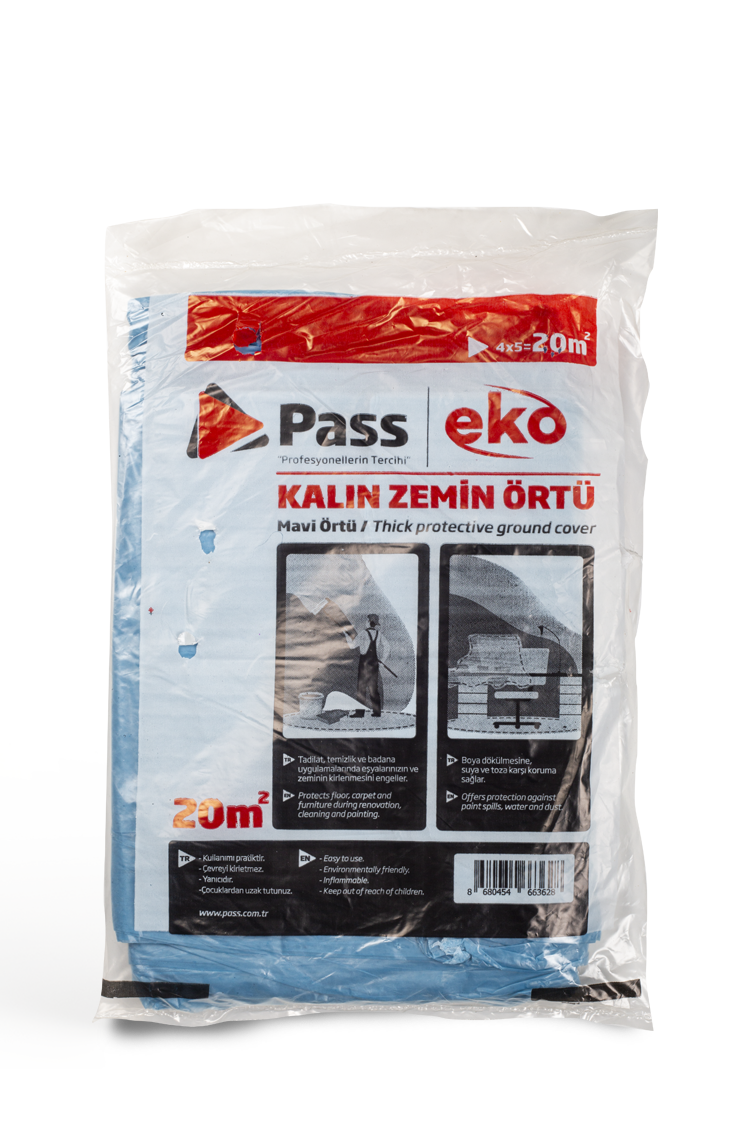 4x5=20m²
Pass
"Profesyonellerin Tercihi"
eko
KALIN ZEMİN ÖRTÜ
Mavi Örtü / Thick protective ground cover
TR
Tadilat, temizlik ve badana
uygulamalarında eşyalarınızın ve
zeminin kirlenmesini engeller.
EN
Protects floor, carpet and
furniture during renovation,
cleaning and painting.
TR
Boya dökülmesine,
suya ve toza karşı koruma
sağlar.
EN
Offers protection against
paint spills, water and dust.
20m²
TR
- Kullanımı pratiktir.
- Çevreyi kirletmez.
- Yanıcıdır.
-Çocuklardan uzak tutunuz.
EN
- Easy to use.
- Environmentally friendly.
- Inflammable.
- Keep out of reach of children.
www.pass.com.tr
8 680454 663628